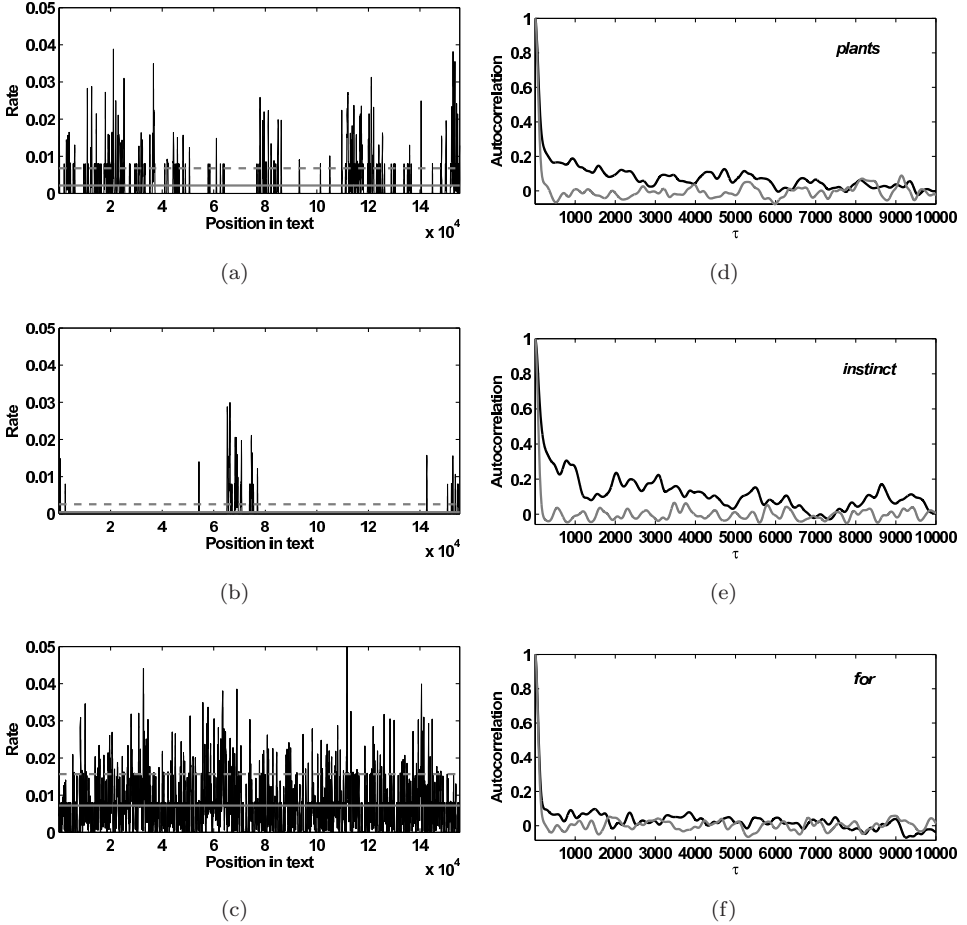 0.05
0.04
0.03
0.02
0.01
0
Rate
2 4 6 8 10 12 14
Position in text
x 10^4
(a)
1
0.8
0.6
0.4
0.2
0
Autocorrelation
plants
1000 2000 3000 4000 5000 6000 7000 8000 9000 10000
τ
(d)
0.05
0.04
0.03
0.02
0.01
0
Rate
2 4 6 8 10 12 14
Position in text
x 10^4
(b)
1
0.8
0.6
0.4
0.2
0
Autocorrelation
instinct
1000 2000 3000 4000 5000 6000 7000 8000 9000 10000
τ
(e)
0.05
0.04
0.03
0.02
0.01
0
Rate
2 4 6 8 10 12 14
Position in text
x 10^4
(c)
1
0.8
0.6
0.4
0.2
0
Autocorrelation
for
1000 2000 3000 4000 5000 6000 7000 8000 9000 10000
τ
(f)